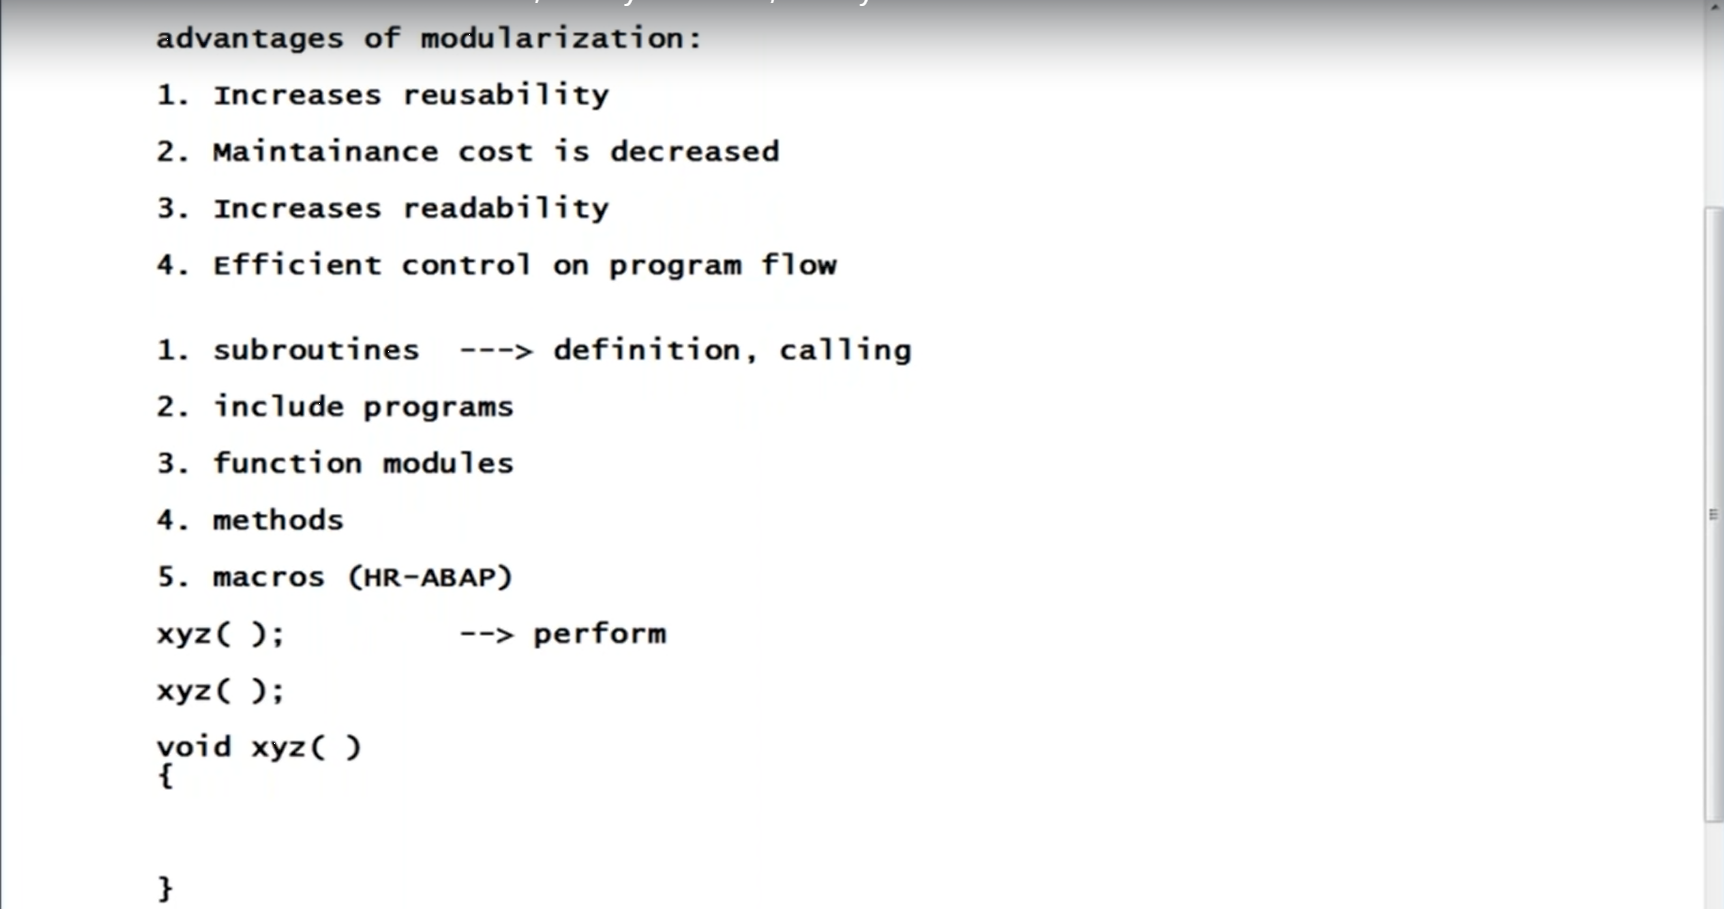 advantages of modularization:
1. Increases reusability
2. Maintainance cost is decreased
3. Increases readability
4. Efficient control on program flow
1. subroutines ---> definition, calling
2. include programs
3. function modules
4. methods
5. macros (HR-ABAP)
xyz( ); --> perform
xyz( );
void xyz( )
{
}